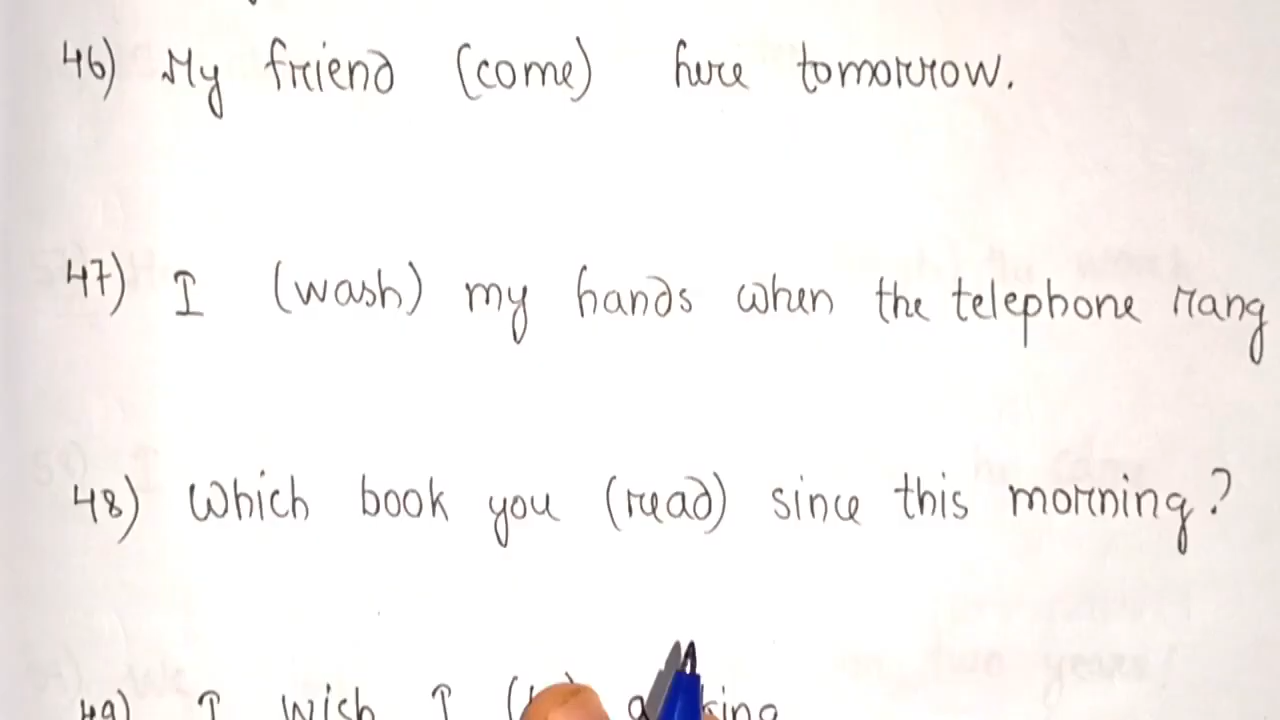 46) My friend (come) here tomorrow.
47) I (wash) my hands when the telephone rang
48) Which book you (read) since this morning?
49) I wish I